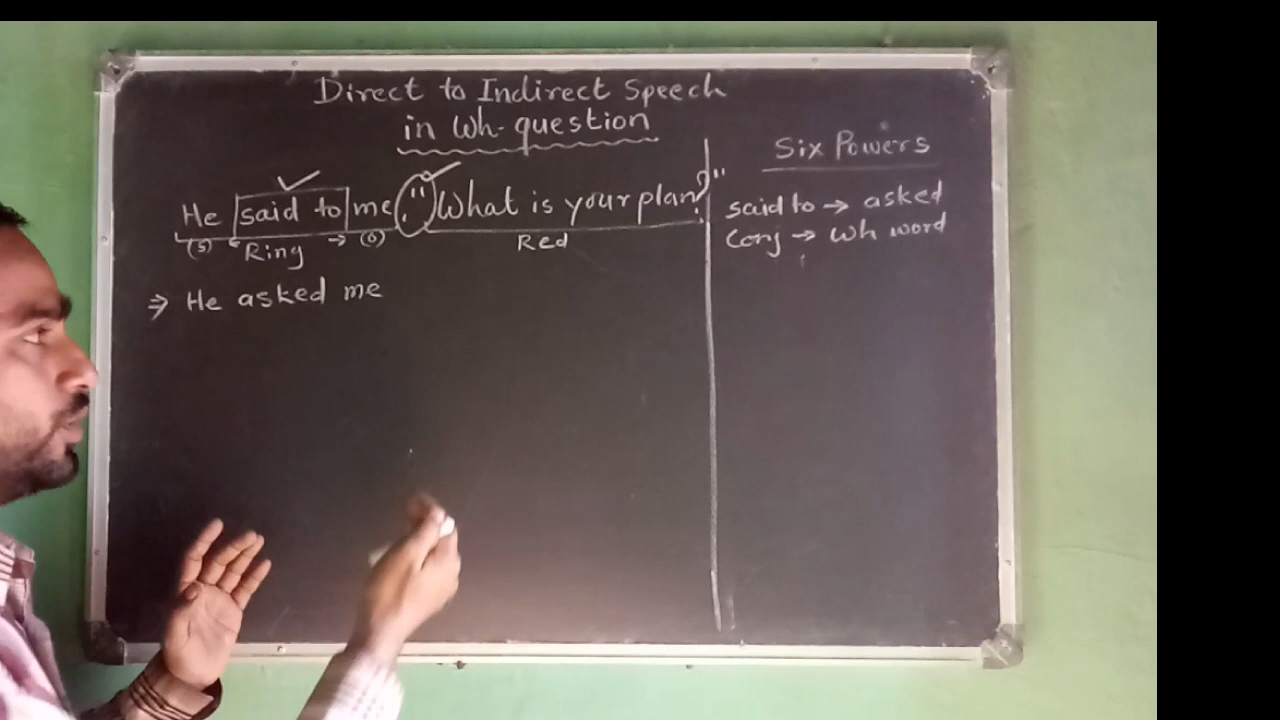 Direct to Indirect Speech
in Wh-question
He said to me, "What is your plan?"
(S) Ring (O) Red
⇒ He asked me
Six Powers
said to → asked
Conj → Wh word